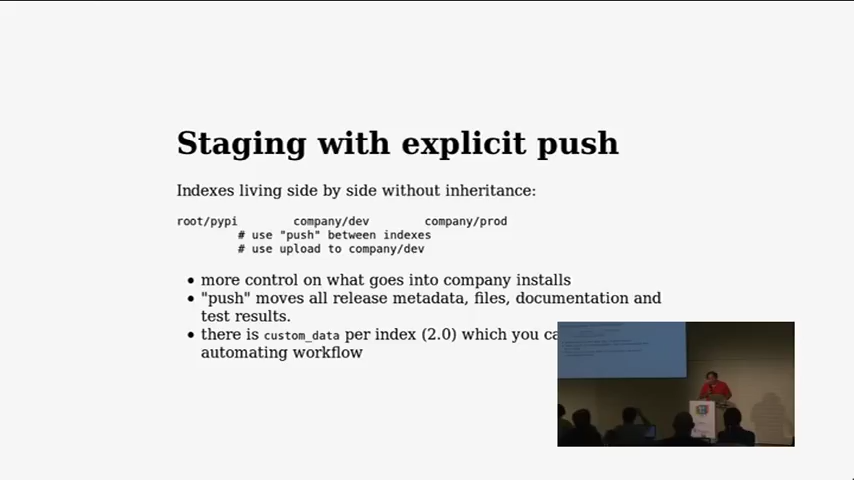 Staging with explicit push
Indexes living side by side without inheritance:
root/pypi company/dev company/prod
# use "push" between indexes
# use upload to company/dev
• more control on what goes into company installs
• "push" moves all release metadata, files, documentation and
test results.
• there is custom_data per index (2.0) which you
automating workflow